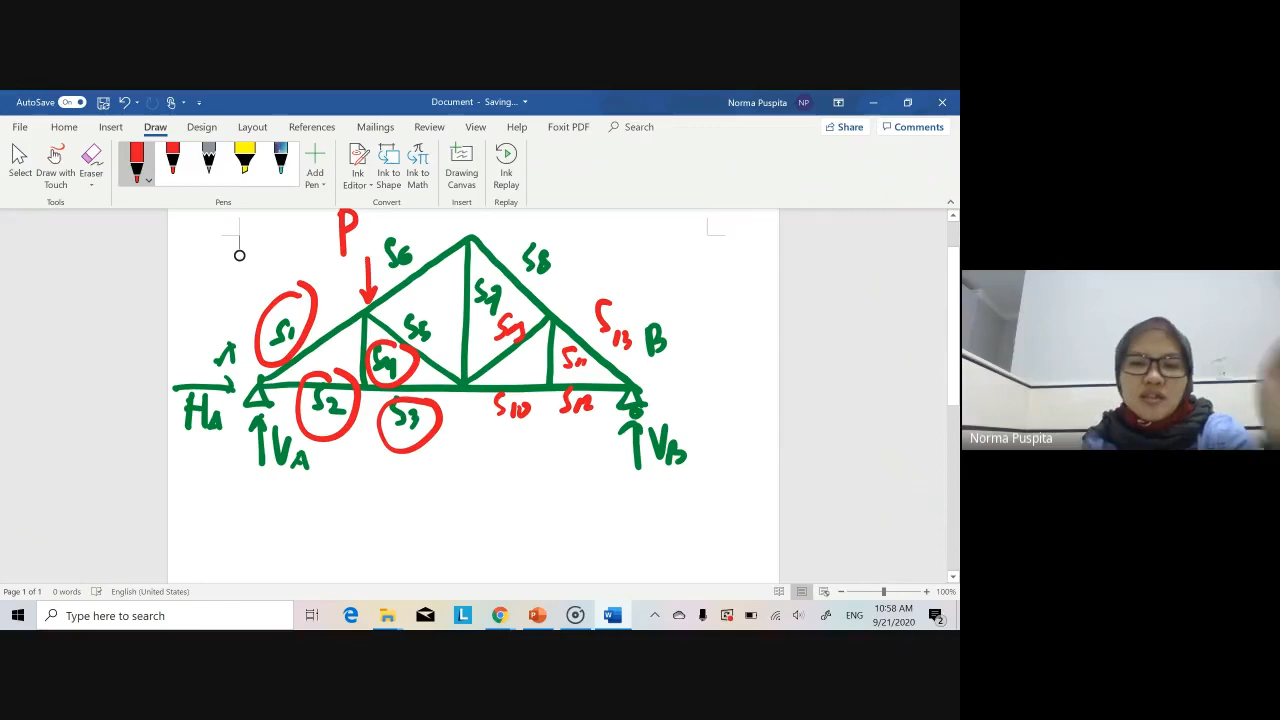 AutoSave On
Document - Saving...
Norma Puspita NP
File Home Insert Draw Design Layout References Mailings Review View Help Foxit PDF Search Share Comments
Select Draw with Touch Eraser Add Pen Ink Editor Ink to Shape Ink to Math Drawing Canvas Ink Replay
Tools Pens Convert Insert Replay
P
S6 S8
S1 S5 S7 S9 S13 B
A S4 S11
HA S2 S3 S10 S12
VA VB
Norma Puspita
Page 1 of 1 0 words English (United States) 100%
Type here to search
ENG
10:58 AM
9/21/2020
2